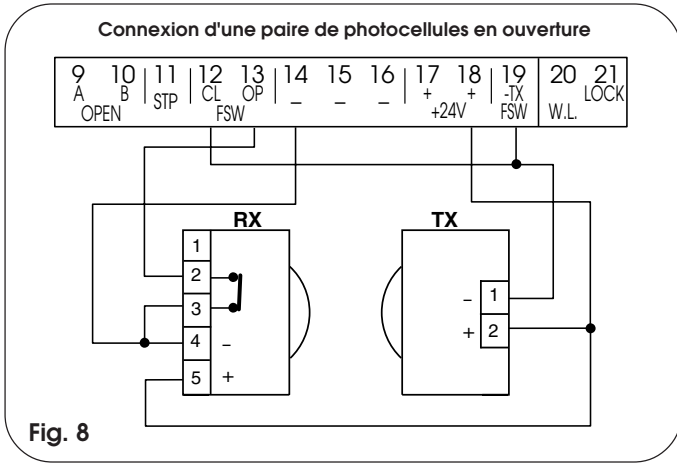 Connexion d'une paire de photocellules en ouverture
9 10 11 12 13 14 15 16 17 18 19 20 21
A B STP CL OP _ _ _ + + -TX W.L. LOCK
OPEN FSW +24V FSW
RX TX
1
2
3
4 –
5 +
– 1
+ 2
Fig. 8